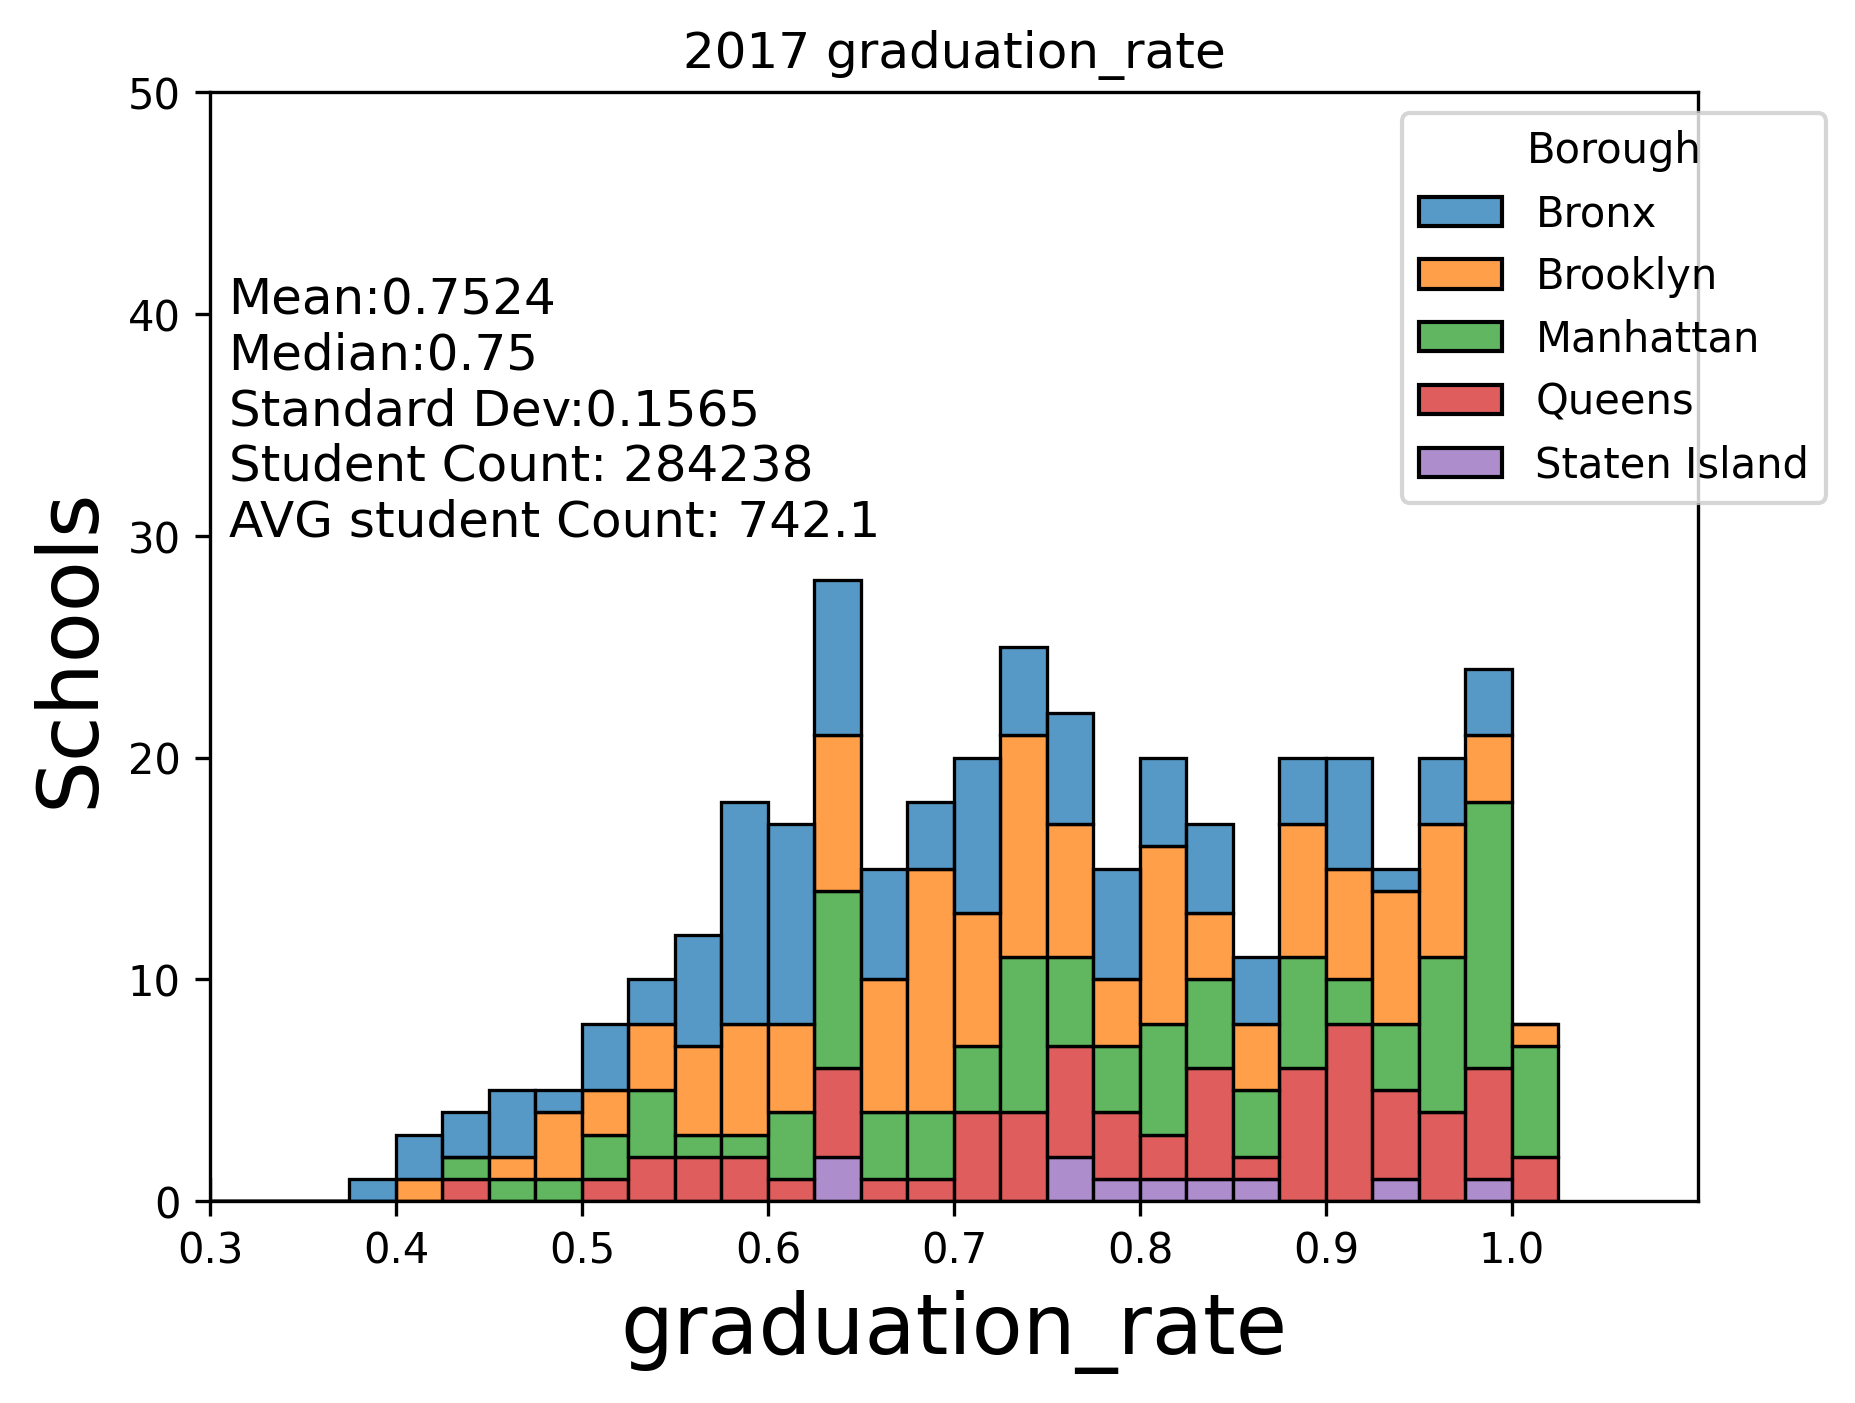 2017 graduation_rate
50
40
30
20
10
0
Schools
Mean:0.7524
Median:0.75
Standard Dev:0.1565
Student Count: 284238
AVG student Count: 742.1
Borough
Bronx
Brooklyn
Manhattan
Queens
Staten Island
0.3 0.4 0.5 0.6 0.7 0.8 0.9 1.0
graduation_rate